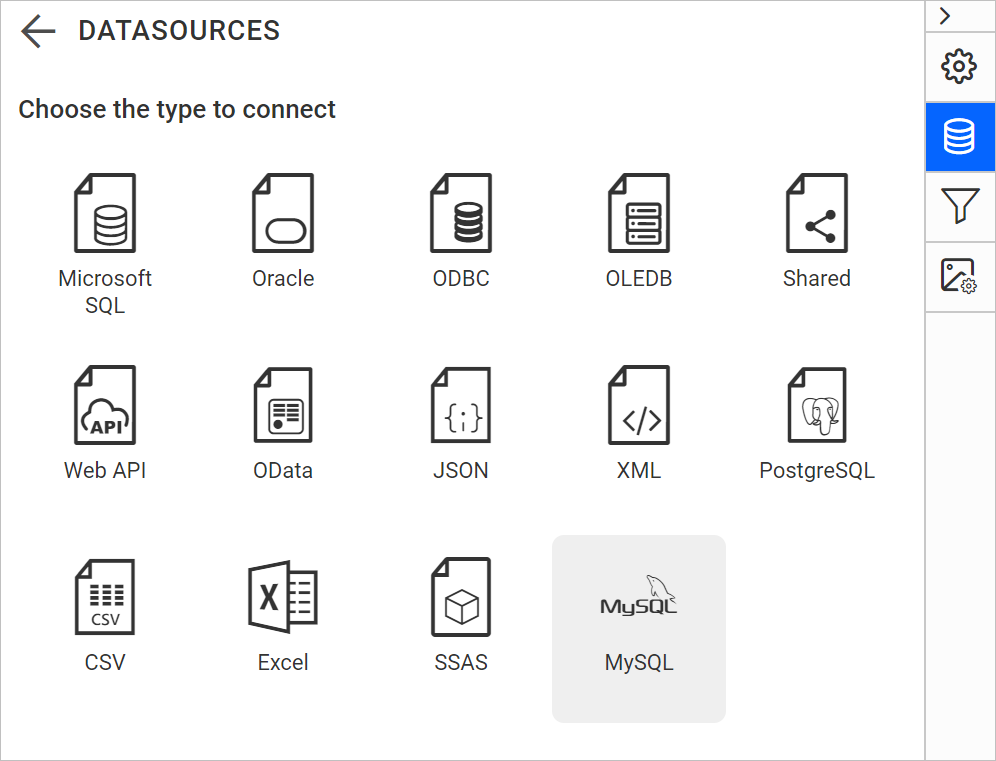 DATASOURCES
Choose the type to connect
Microsoft
SQL
Oracle
ODBC
OLEDB
Shared
API
Web API
OData
{;}
JSON
</>
XML
PostgreSQL
CSV
CSV
X
Excel
SSAS
MySQL
MySQL